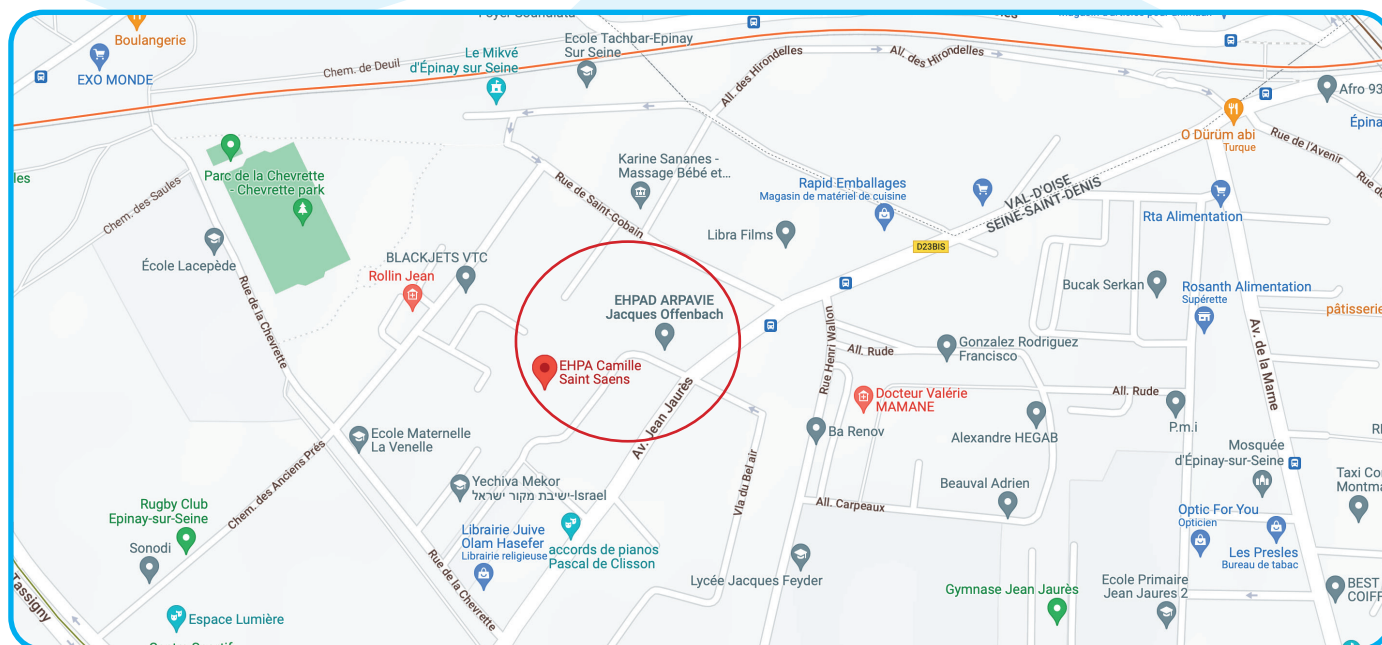 Boulangerie
EXO MONDE
Chem. de Deuil
Le Mikvé
d'Épinay sur Seine
Ecole Tachbar-Epinay
Sur Seine
All. des Hirondelles
All. des Hirondelles
Afro 93
O Dürüm abi
Turque
Épina
Rue de l'Avenir
Rue de
les
Parc de la Chevrette
- Chevrette park
Chem. des Saules
École Lacepède
Rue de la Chevrette
Karine Sananes -
Massage Bébé et...
Rue de Saint-Gobain
Rapid Emballages
Magasin de matériel de cuisine
Libra Films
VAL-D'OISE
SEINE-SAINT-DENIS
D23BIS
Rta Alimentation
BLACKJETS VTC
Rollin Jean
EHPAD ARPAVIE
Jacques Offenbach
EHPA Camille
Saint Saens
Av. Jean Jaurès
Rue Henri Wallon
Bucak Serkan
Rosanth Alimentation
Supérette
pâtisserie
Av. de la Marne
All. Rude
Gonzalez Rodriguez
Francisco
All. Rude
Docteur Valérie
MAMANE
Ba Renov
Alexandre HEGAB
P.m.i
Mosquée
d'Épinay-sur-Seine
Ecole Maternelle
La Venelle
Chem. des Anciens Prés
Yechiva Mekor
ישיבת מקור ישראל-Israel
Via du Bel air
Beauval Adrien
All. Carpeaux
Taxi Con
Montma
Rugby Club
Epinay-sur-Seine
Sonodi
Librairie Juive
Olam Hasefer
Librairie religieuse
accords de pianos
Pascal de Clisson
Rue de la Chevrette
Lycée Jacques Feyder
Optic For You
Opticien
Les Presles
Bureau de tabac
Gymnase Jean Jaurès
Ecole Primaire
Jean Jaures 2
BEST
COIFF
Tassigny
Espace Lumière